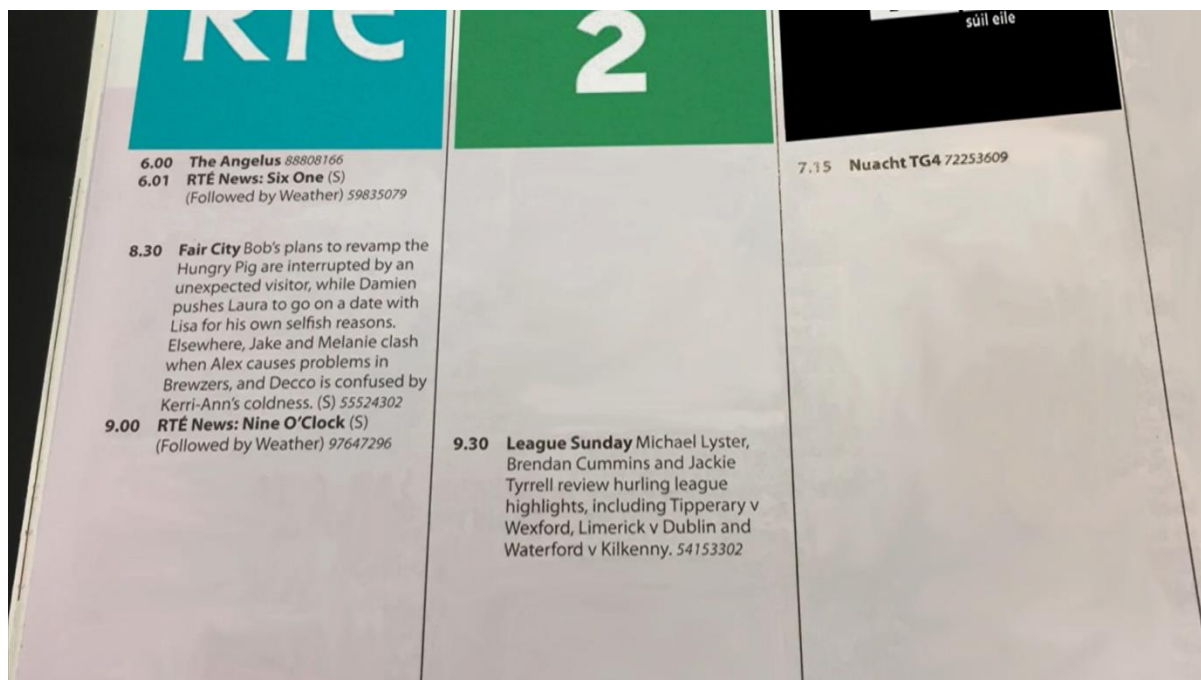 RTÉ
6.00 The Angelus 88808166
6.01 RTÉ News: Six One (S)
(Followed by Weather) 59835079
8.30 Fair City Bob's plans to revamp the
Hungry Pig are interrupted by an
unexpected visitor, while Damien
pushes Laura to go on a date with
Lisa for his own selfish reasons.
Elsewhere, Jake and Melanie clash
when Alex causes problems in
Brewzers, and Decco is confused by
Kerri-Ann's coldness. (S) 55524302
9.00 RTÉ News: Nine O'Clock (S)
(Followed by Weather) 97647296
2
9.30 League Sunday Michael Lyster,
Brendan Cummins and Jackie
Tyrrell review hurling league
highlights, including Tipperary v
Wexford, Limerick v Dublin and
Waterford v Kilkenny. 54153302
súil eile
7.15 Nuacht TG4 72253609